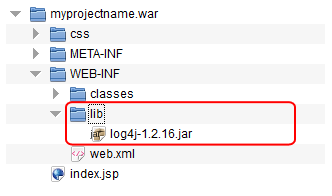 myprojectname.war
css
META-INF
WEB-INF
classes
lib
log4j-1.2.16.jar
web.xml
index.jsp